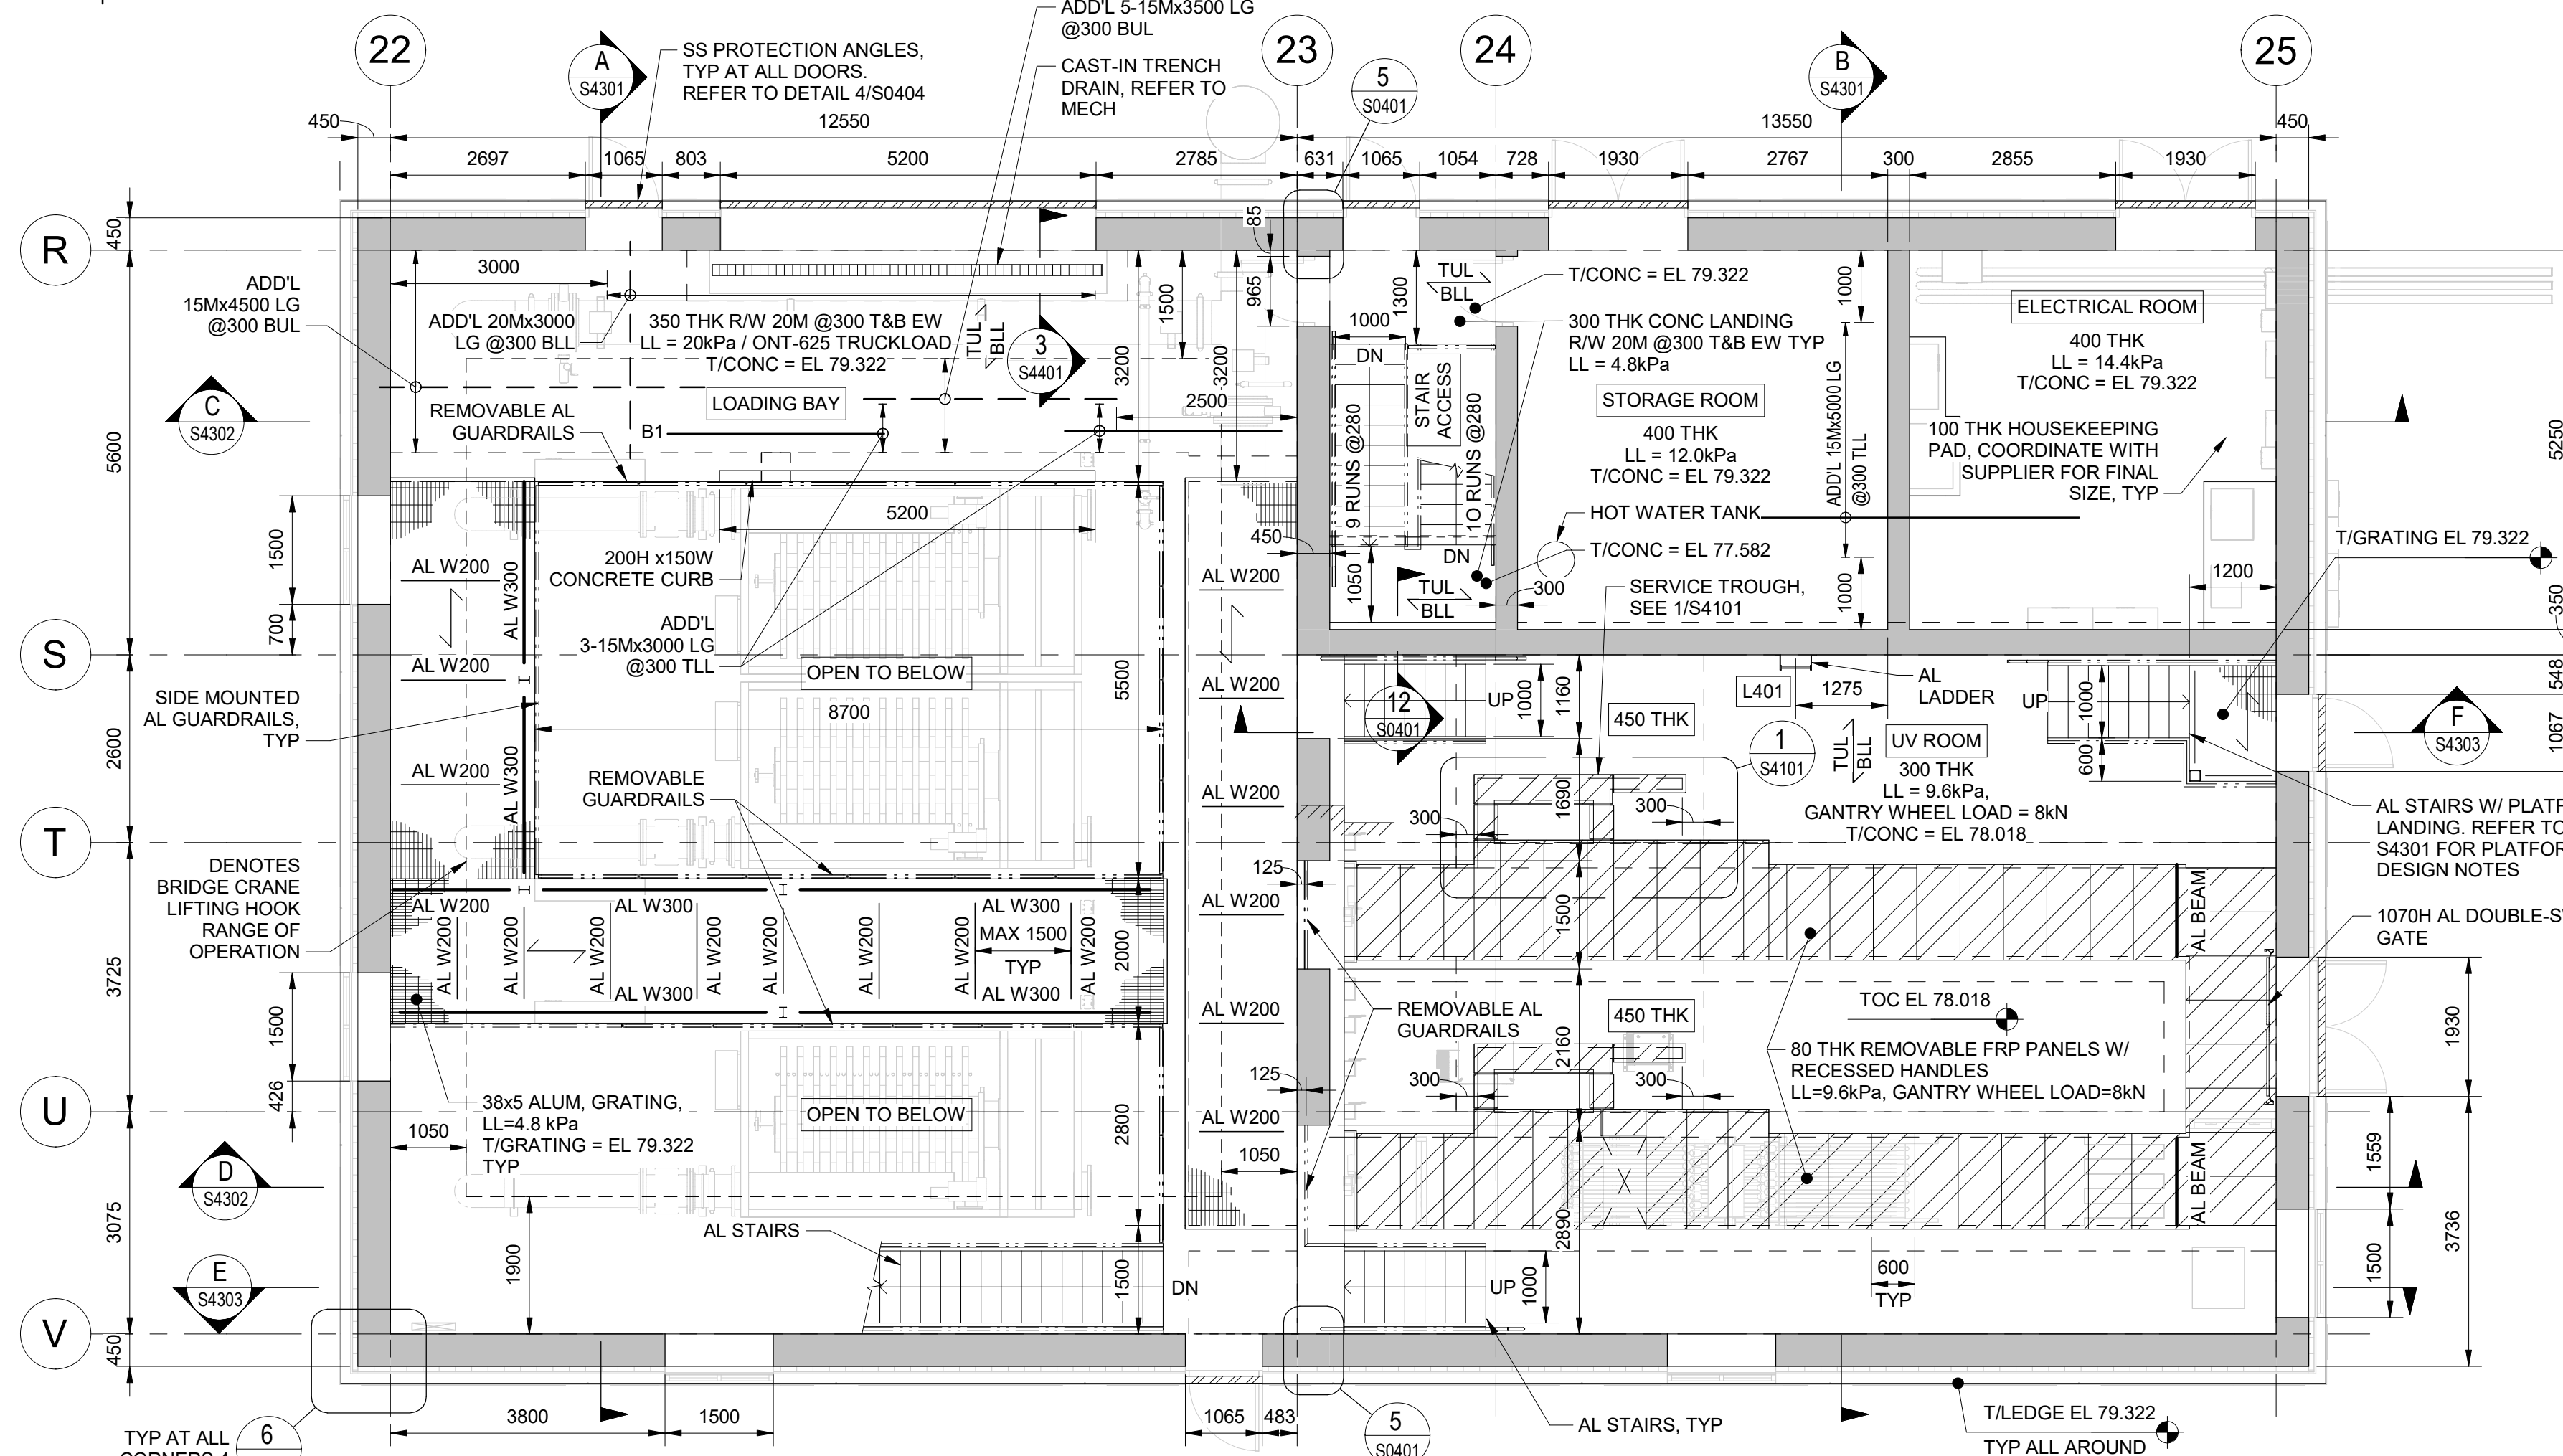 22
23
24
25
R
S
T
U
V
A
S4301
B
S4301
5
S0401
C
S4302
D
S4302
E
S4303
F
S4303
3
S4401
12
S0401
1
S4101
6
5
S0401
ADD'L 5-15Mx3500 LG
@300 BUL
SS PROTECTION ANGLES,
TYP AT ALL DOORS.
REFER TO DETAIL 4/S0404
CAST-IN TRENCH
DRAIN, REFER TO
MECH
450
12550
13550
450
2697
1065
803
5200
2785
631
1065
1054
728
1930
2767
300
2855
1930
450
5600
2600
3725
3075
450
ADD'L
15Mx4500 LG
@300 BUL
3000
ADD'L 20Mx3000
LG @300 BLL
350 THK R/W 20M @300 T&B EW
LL = 20kPa / ONT-625 TRUCKLOAD
T/CONC = EL 79.322
LOADING BAY
TUL
BLL
1500
3200
3200
2500
85
965
REMOVABLE AL
GUARDRAILS
B1
1300
TUL
BLL
1000
DN
STAIR
ACCESS
9 RUNS @280
1O RUNS @280
DN
450
1050
TUL
BLL
300
T/CONC = EL 79.322
300 THK CONC LANDING
R/W 20M @300 T&B EW TYP
LL = 4.8kPa
STORAGE ROOM
400 THK
LL = 12.0kPa
T/CONC = EL 79.322
HOT WATER TANK
T/CONC = EL 77.582
SERVICE TROUGH,
SEE 1/S4101
1000
ADD'L 15Mx5000 LG
@300 TLL
1000
ELECTRICAL ROOM
400 THK
LL = 14.4kPa
T/CONC = EL 79.322
100 THK HOUSEKEEPING
PAD, COORDINATE WITH
SUPPLIER FOR FINAL
SIZE, TYP
1200
T/GRATING EL 79.322
5250
350
548
1067
1500
700
AL W200
AL W200
AL W200
AL W300
AL W300
5200
200H x150W
CONCRETE CURB
ADD'L
3-15Mx3000 LG
@300 TLL
OPEN TO BELOW
5500
8700
REMOVABLE
GUARDRAILS
SIDE MOUNTED
AL GUARDRAILS,
TYP
DENOTES
BRIDGE CRANE
LIFTING HOOK
RANGE OF
OPERATION
AL W200
AL W200
AL W200
AL W200
AL W200
AL W200
AL W200
AL W300
AL W300
MAX 1500
TYP
AL W300
AL W300
AL W200
AL W200
AL W200
AL W200
AL W200
AL W200
AL W200
2000
1500
426
1050
38x5 ALUM, GRATING,
LL=4.8 kPa
T/GRATING = EL 79.322
TYP
OPEN TO BELOW
2800
1050
1900
AL STAIRS
1500
DN
UP
1000
1160
450 THK
L401
1275
AL
LADDER
UP
1000
600
TUL
BLL
UV ROOM
300 THK
LL = 9.6kPa,
GANTRY WHEEL LOAD = 8kN
T/CONC = EL 78.018
1690
300
300
125
1500
AL BEAM
AL STAIRS W/ PLATF
LANDING. REFER TO
S4301 FOR PLATFOR
DESIGN NOTES
1070H AL DOUBLE-S
GATE
REMOVABLE AL
GUARDRAILS
450 THK
TOC EL 78.018
80 THK REMOVABLE FRP PANELS W/
RECESSED HANDLES
LL=9.6kPa, GANTRY WHEEL LOAD=8kN
2160
300
300
125
AL BEAM
1930
1559
1500
3736
2890
UP
1000
600
TYP
3800
1500
1065
483
AL STAIRS, TYP
T/LEDGE EL 79.322
TYP ALL AROUND
TYP AT ALL